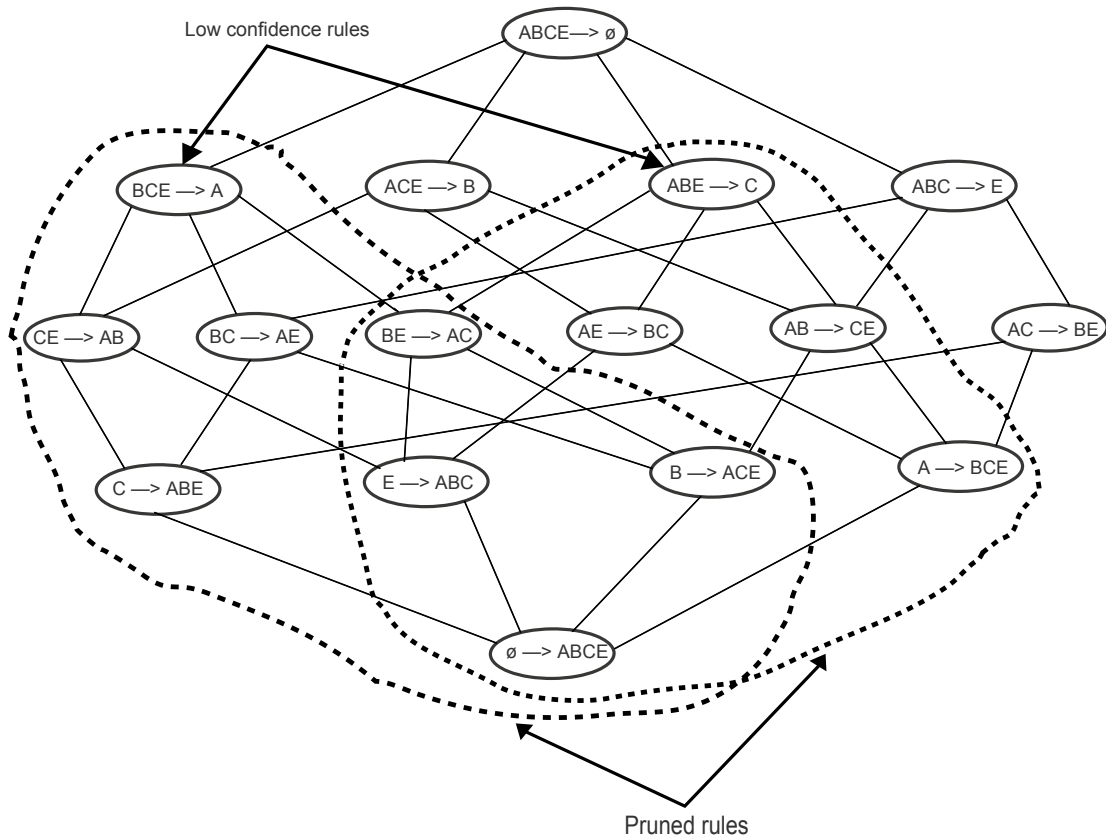 Low confidence rules
ABCE—> ø
BCE —> A
ACE —> B
ABE —> C
ABC —> E
CE —> AB
BC —> AE
BE —> AC
AE —> BC
AB —> CE
AC —> BE
C —> ABE
E —> ABC
B —> ACE
A —> BCE
ø —> ABCE
Pruned rules